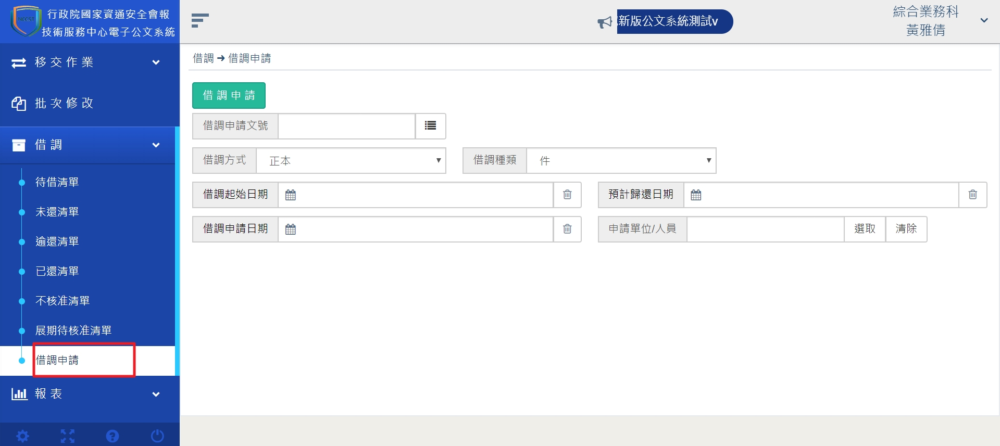 行政院國家資通安全會報
技術服務中心電子公文系統
NCCST
新版公文系統測試v
綜合業務科
黃雅倩
移交作業
批次修改
借調
待借清單
未還清單
逾還清單
已還清單
不核准清單
展期待核准清單
借調申請
報表
借調 ➔ 借調申請
借調申請
借調申請文號
借調方式 正本 借調種類 件
借調起始日期 預計歸還日期
借調申請日期 申請單位/人員 選取 清除